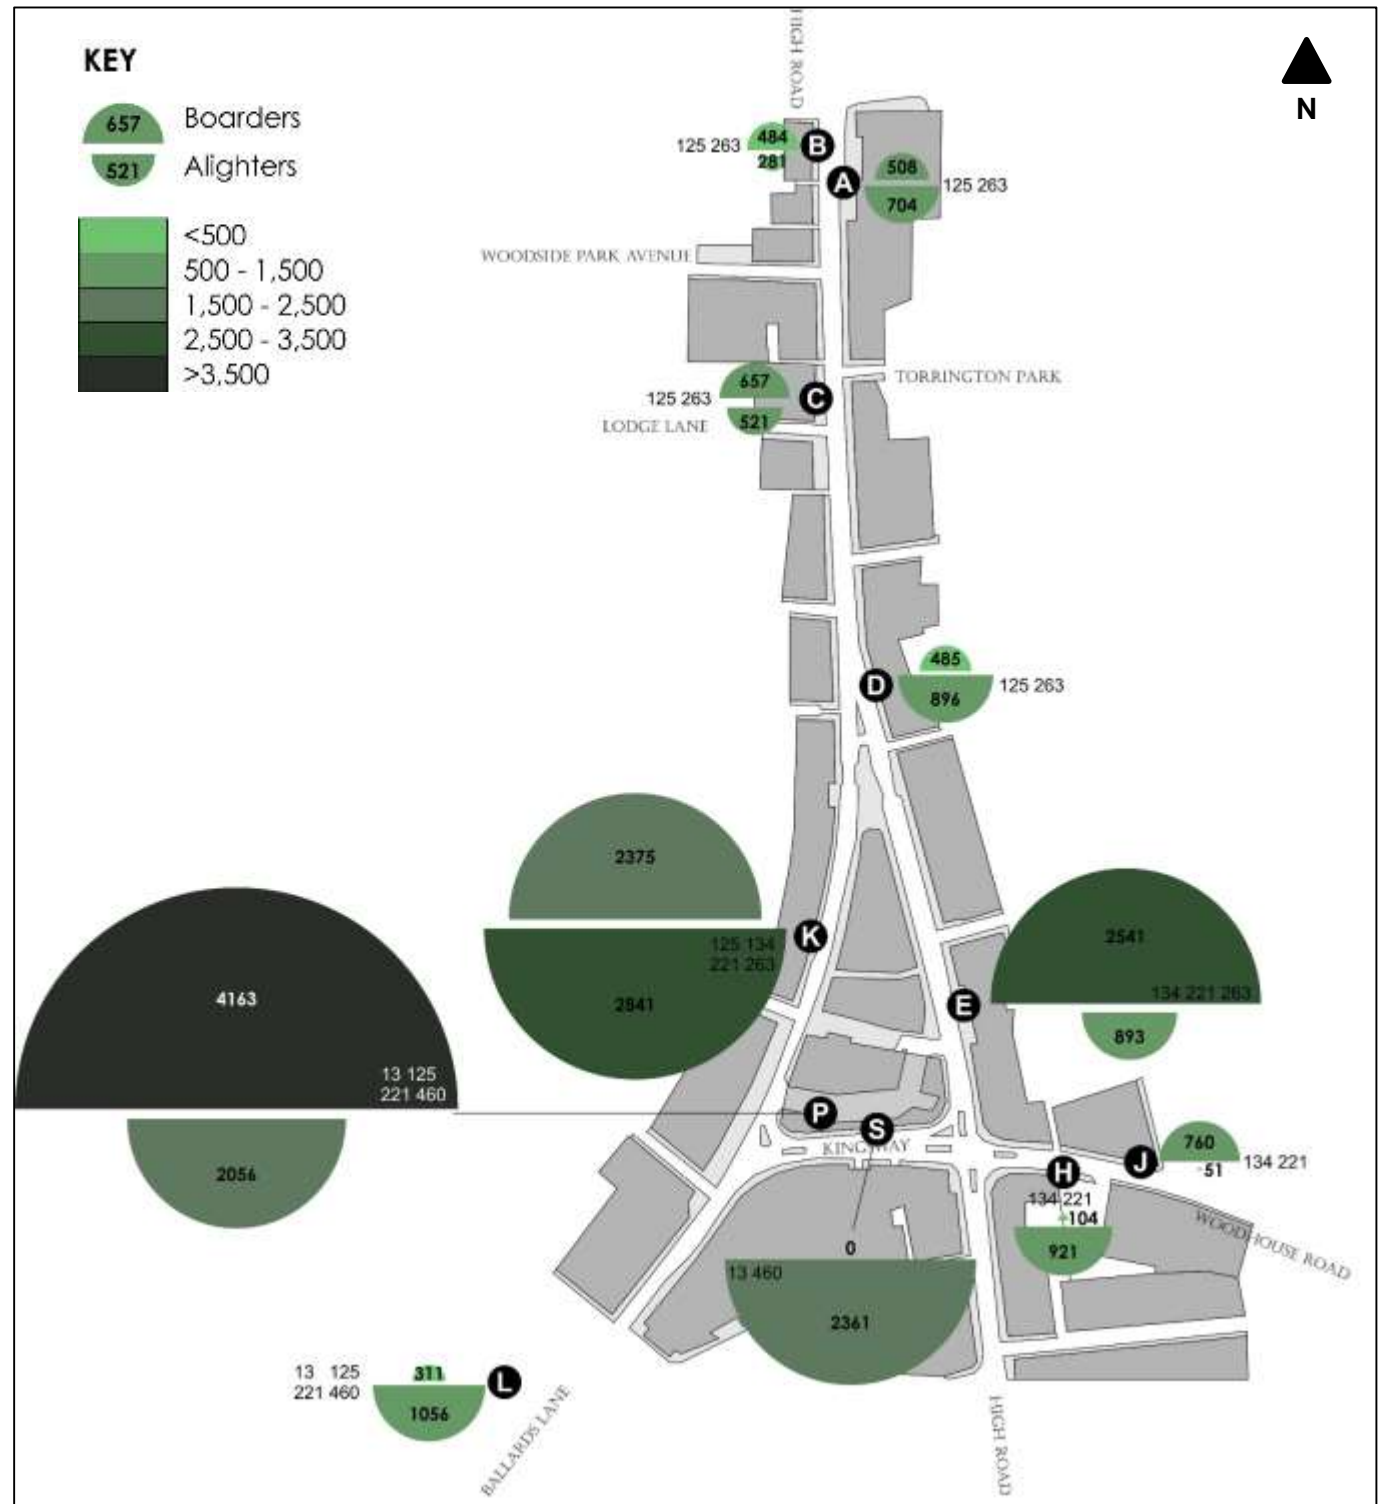 HIGH ROAD
KEY
N
657 Boarders
521 Alighters
<500
500 - 1,500
1,500 - 2,500
2,500 - 3,500
>3,500
125 263
484
281
B
A
508
704
125 263
WOODSIDE PARK AVENUE
TORRINGTON PARK
125 263
657
521
C
LODGE LANE
D
485
896
125 263
2375
K
125 134
221 263
2841
2541
134 221 263
E
893
4163
13 125
221 460
2056
P
S
KINGSWAY
H
J
760
51
134 221
134 221
104
921
WOODHOUSE ROAD
0
13 460
2361
13 125
221 460
311
1056
L
BALLARDS LANE
HIGH ROAD